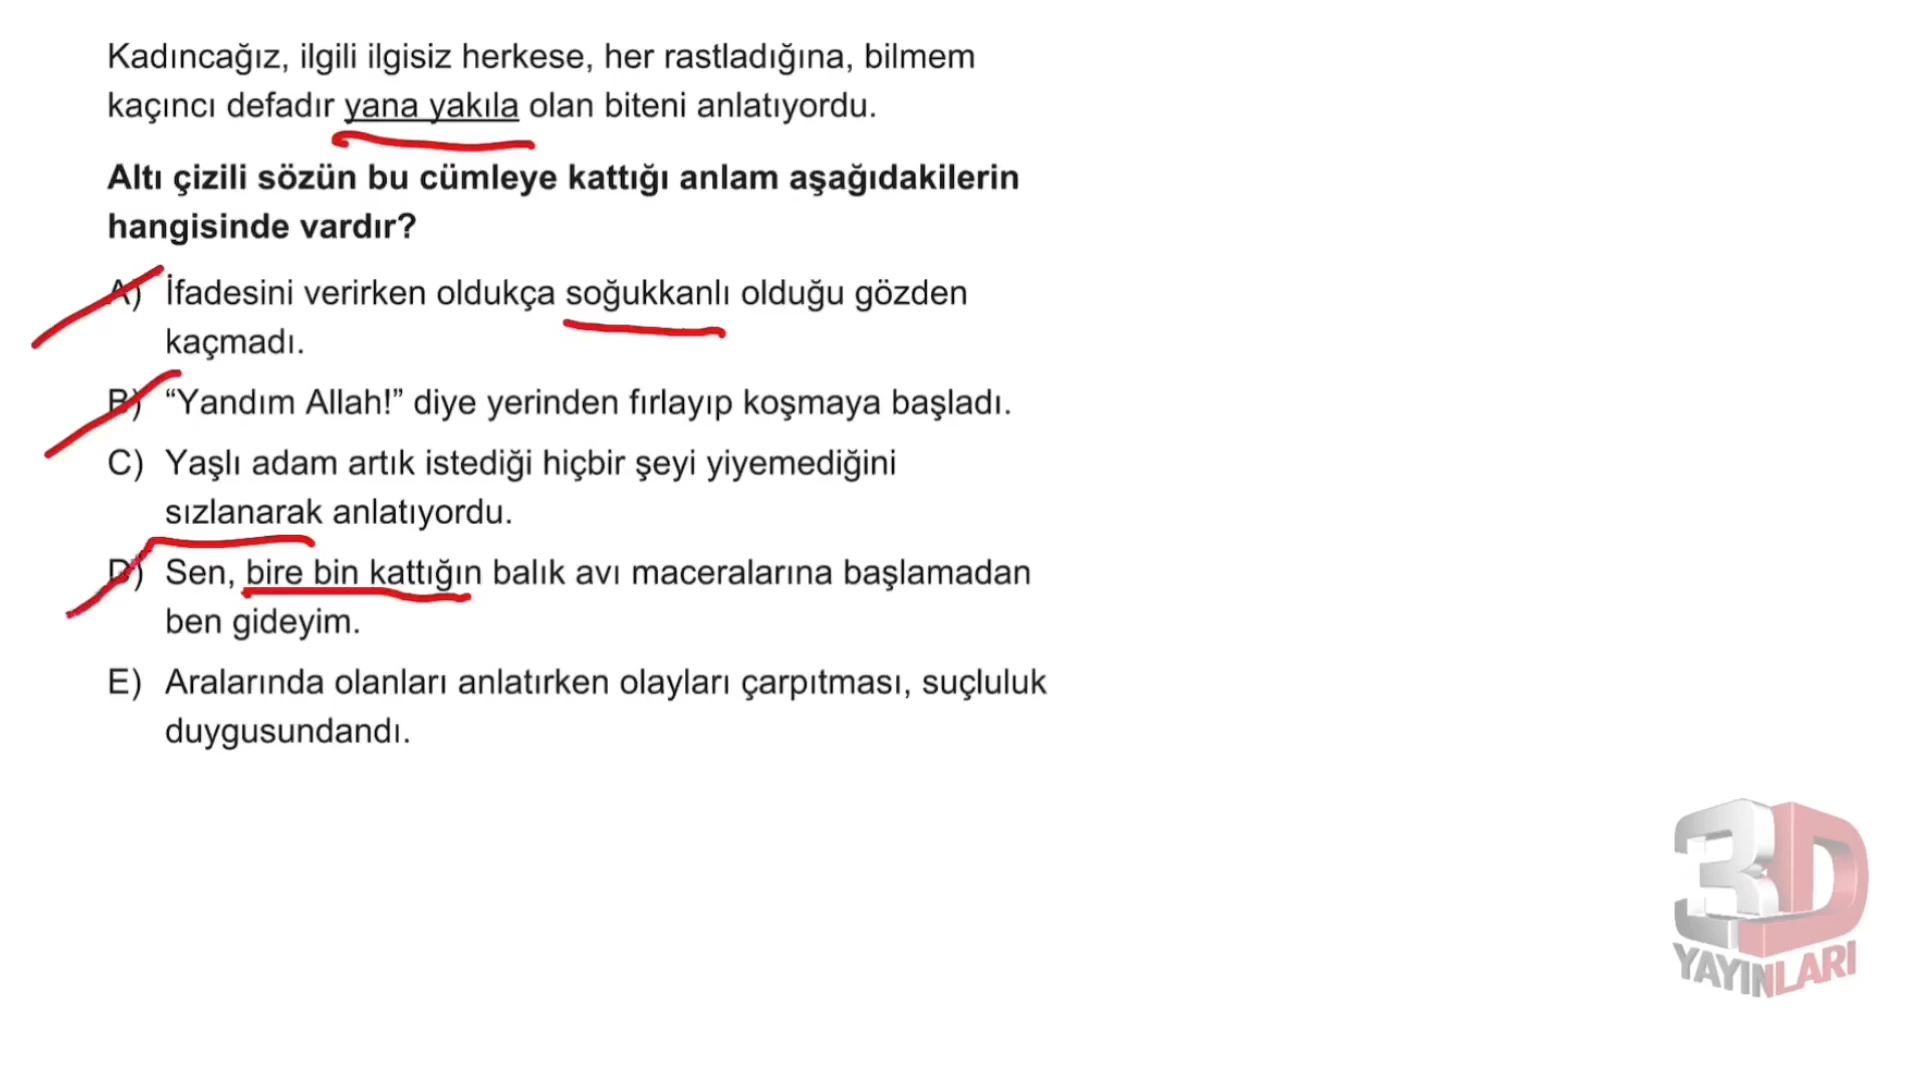 Kadıncağız, ilgili ilgisiz herkese, her rastladığına, bilmem
kaçıncı defadır yana yakıla olan biteni anlatıyordu.
Altı çizili sözün bu cümleye kattığı anlam aşağıdakilerin
hangisinde vardır?
A) İfadesini verirken oldukça soğukkanlı olduğu gözden
kaçmadı.
B) “Yandım Allah!” diye yerinden fırlayıp koşmaya başladı.
C) Yaşlı adam artık istediği hiçbir şeyi yiyemediğini
sızlanarak anlatıyordu.
D) Sen, bire bin kattığın balık avı maceralarına başlamadan
ben gideyim.
E) Aralarında olanları anlatırken olayları çarpıtması, suçluluk
duygusundandı.
3D
YAYINLARI